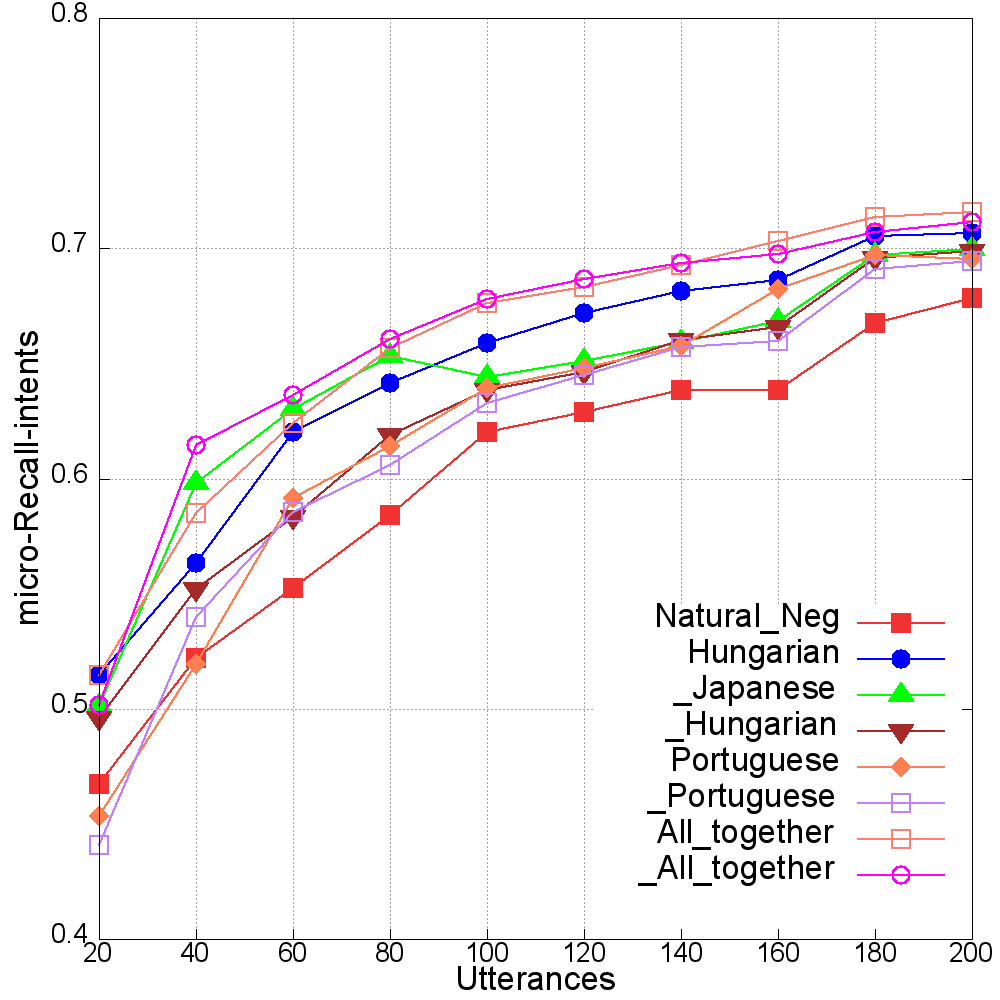 0.8
0.7
0.6
0.5
0.4
micro-Recall-intents
Natural_Neg
Hungarian
_Japanese
_Hungarian
Portuguese
_Portuguese
All_together
_All_together
20 40 60 80 100 120 140 160 180 200
Utterances